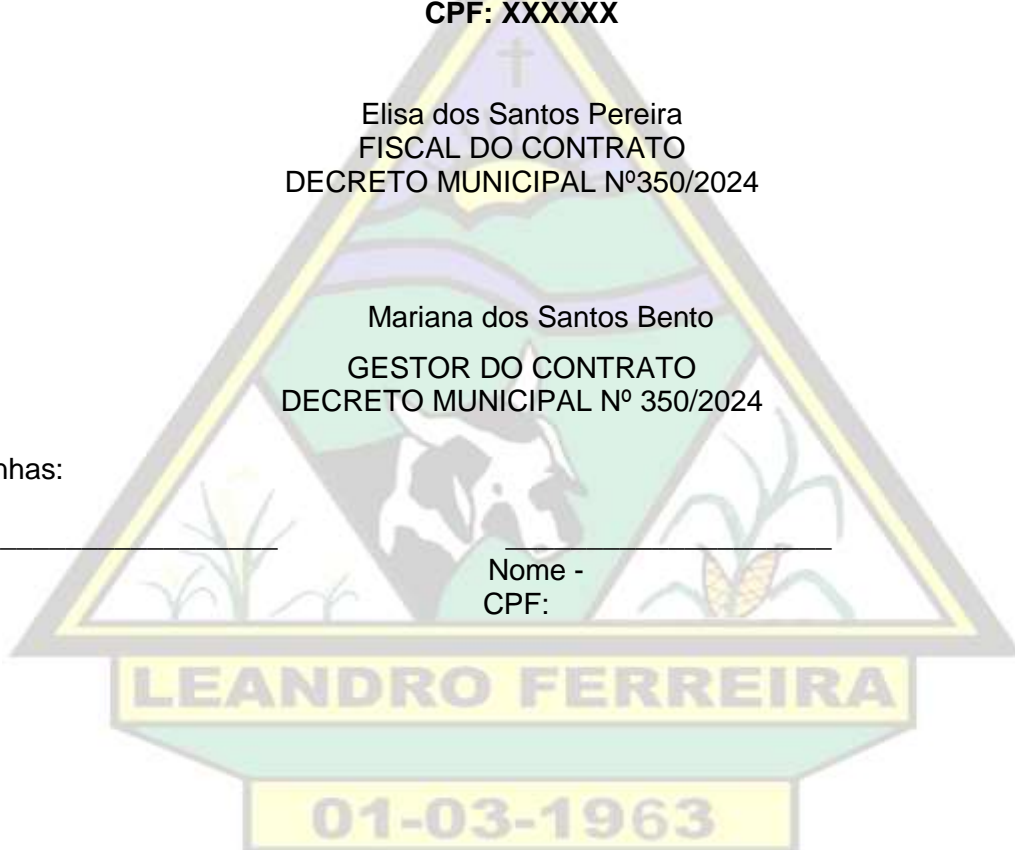 CPF: XXXXXX
Elisa dos Santos Pereira
FISCAL DO CONTRATO
DECRETO MUNICIPAL Nº350/2024
Mariana dos Santos Bento
GESTOR DO CONTRATO
DECRETO MUNICIPAL Nº 350/2024
nhas:
Nome -
CPF:
LEANDRO FERREIRA
01-03-1963